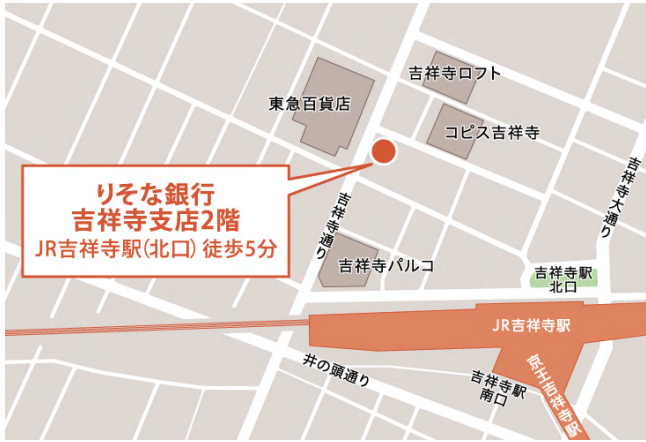 吉祥寺ロフト
東急百貨店
コピス吉祥寺
りそな銀行
吉祥寺支店2階
JR吉祥寺駅(北口) 徒歩5分
吉祥寺通り
吉祥寺大通り
吉祥寺パルコ
吉祥寺駅
北口
JR吉祥寺駅
井の頭通り
吉祥寺駅
南口
京王吉祥寺駅